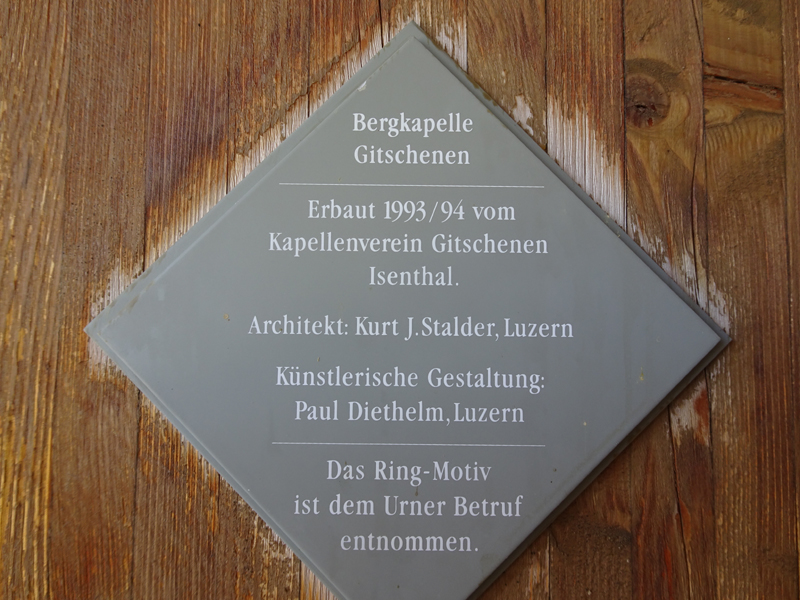 Bergkapelle
Gitschenen
Erbaut 1993/94 vom
Kapellenverein Gitschenen
Isenthal.
Architekt: Kurt J. Stalder, Luzern
Künstlerische Gestaltung:
Paul Diethelm, Luzern
Das Ring-Motiv
ist dem Urner Betruf
entnommen.